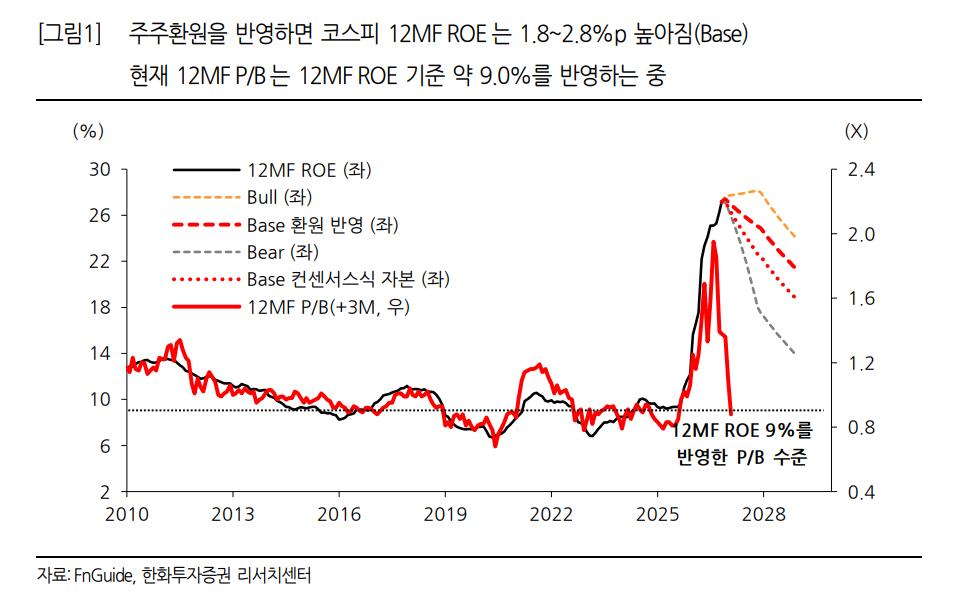 [그림1] 주주환원을 반영하면 코스피 12MF ROE는 1.8~2.8%p 높아짐(Base)
현재 12MF P/B는 12MF ROE 기준 약 9.0%를 반영하는 중
(%)
(X)
30
26
22
18
14
10
6
2
12MF ROE (좌)
Bull (좌)
Base 환원 반영 (좌)
Bear (좌)
Base 컨센서스식 자본 (좌)
12MF P/B(+3M, 우)
2.4
2.0
1.6
1.2
0.8
0.4
12MF ROE 9%를
반영한 P/B 수준
2010 2013 2016 2019 2022 2025 2028
자료: FnGuide, 한화투자증권 리서치센터